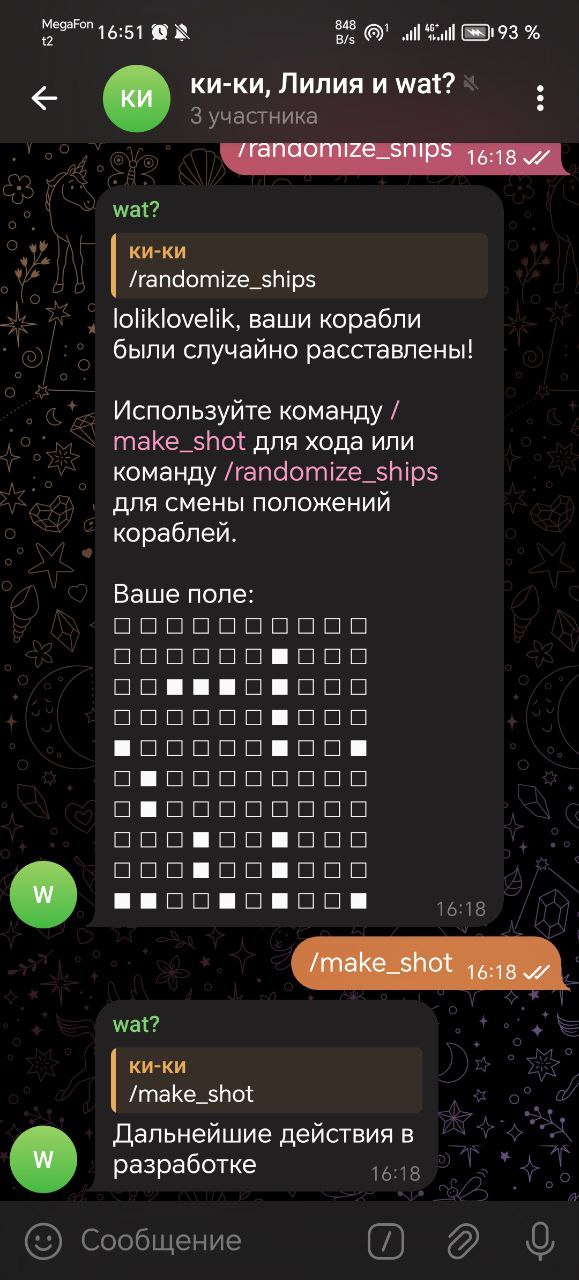 MegaFon 16:51 848 4G+ 93 %
t2 B/s
ки-ки, Лилия и wat?
КИ
3 участника
/randomize_ships 16:18
wat?
ки-ки
/randomize_ships
loliklovelik, ваши корабли
были случайно расставлены!
Используйте команду /
make_shot для хода или
команду /randomize_ships
для смены положений
кораблей.
Ваше поле:
□ □ □ □ □ □ □ □ □ □
□ □ □ □ □ □ ■ □ □ □
□ □ ■ ■ ■ □ ■ □ □ □
□ □ □ □ □ □ ■ □ □ □
■ □ □ □ □ □ ■ □ □ ■
□ ■ □ □ □ □ □ □ □ □
□ ■ □ □ □ □ □ □ □ □
□ □ □ ■ □ □ ■ □ □ □
□ □ □ ■ □ □ ■ □ □ □
■ ■ □ □ ■ □ ■ □ □ ■
16:18
W
/make_shot 16:18
wat?
ки-ки
/make_shot
Дальнейшие действия в
разработке 16:18
W
Сообщение